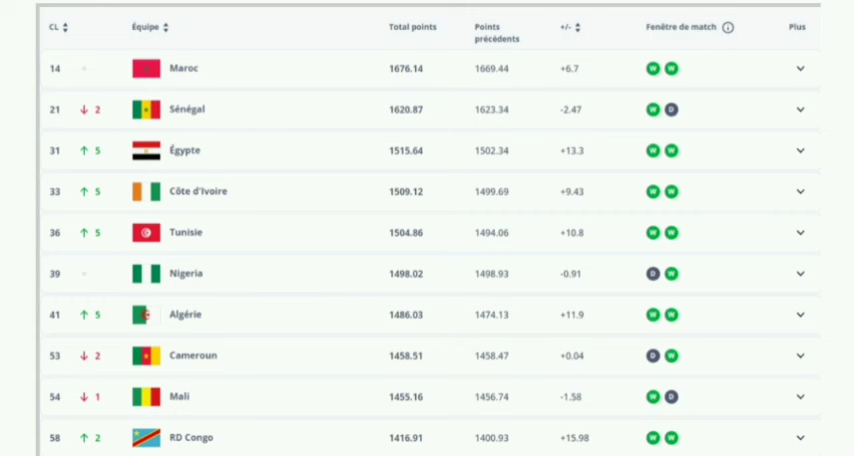 CL Équipe Total points Points précédents +/- Fenêtre de match Plus
14 Maroc 1676.14 1669.44 +6.7 W W
21 2 Sénégal 1620.87 1623.34 -2.47 W D
31 5 Égypte 1515.64 1502.34 +13.3 W W
33 5 Côte d'Ivoire 1509.12 1499.69 +9.43 W W
36 5 Tunisie 1504.86 1494.06 +10.8 W W
39 Nigeria 1498.02 1498.93 -0.91 D W
41 5 Algérie 1486.03 1474.13 +11.9 W W
53 2 Cameroun 1458.51 1458.47 +0.04 D W
54 1 Mali 1455.16 1456.74 -1.58 W D
58 2 RD Congo 1416.91 1400.93 +15.98 W W